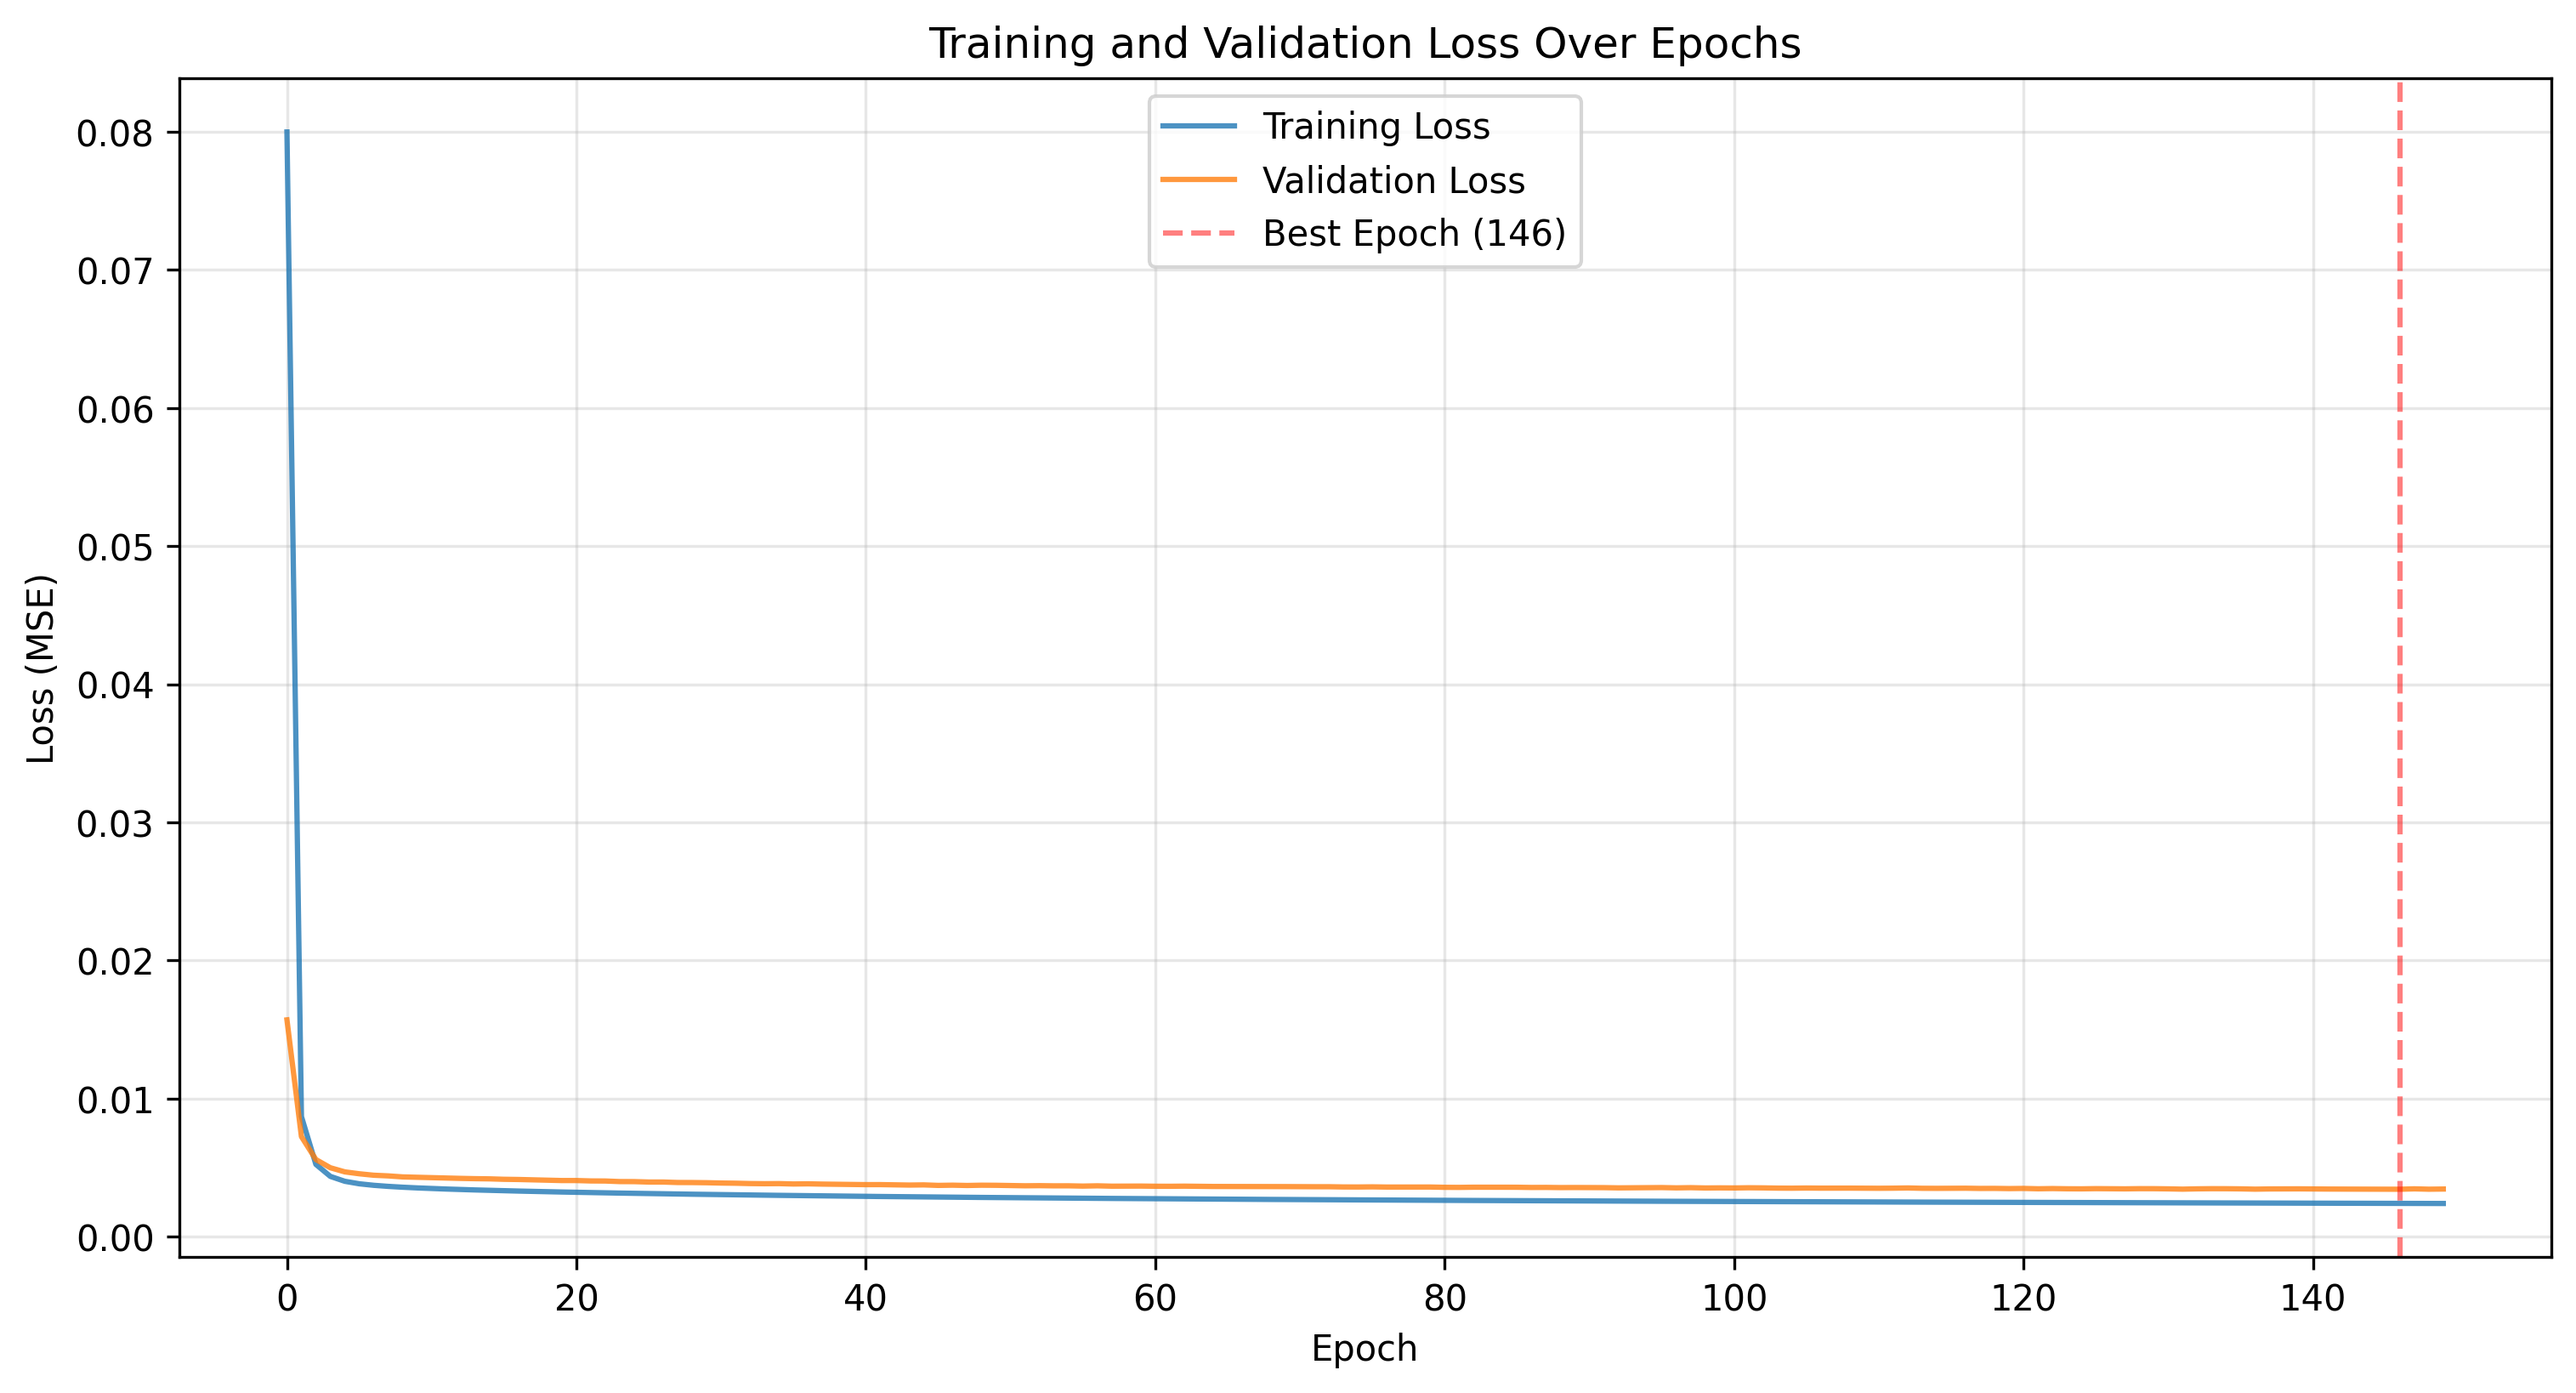 Training and Validation Loss Over Epochs
Training Loss
Validation Loss
Best Epoch (146)
Loss (MSE)
0.08
0.07
0.06
0.05
0.04
0.03
0.02
0.01
0.00
0 20 40 60 80 100 120 140
Epoch